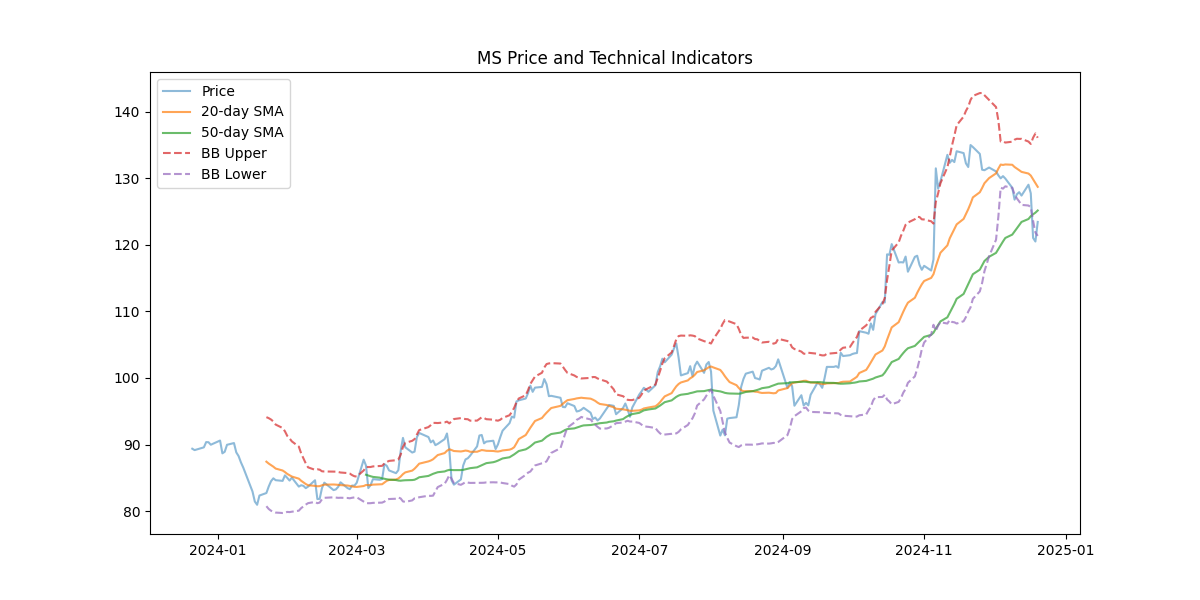 MS Price and Technical Indicators
Price
20-day SMA
50-day SMA
BB Upper
BB Lower
140
130
120
110
100
90
80
2024-01
2024-03
2024-05
2024-07
2024-09
2024-11
2025-01